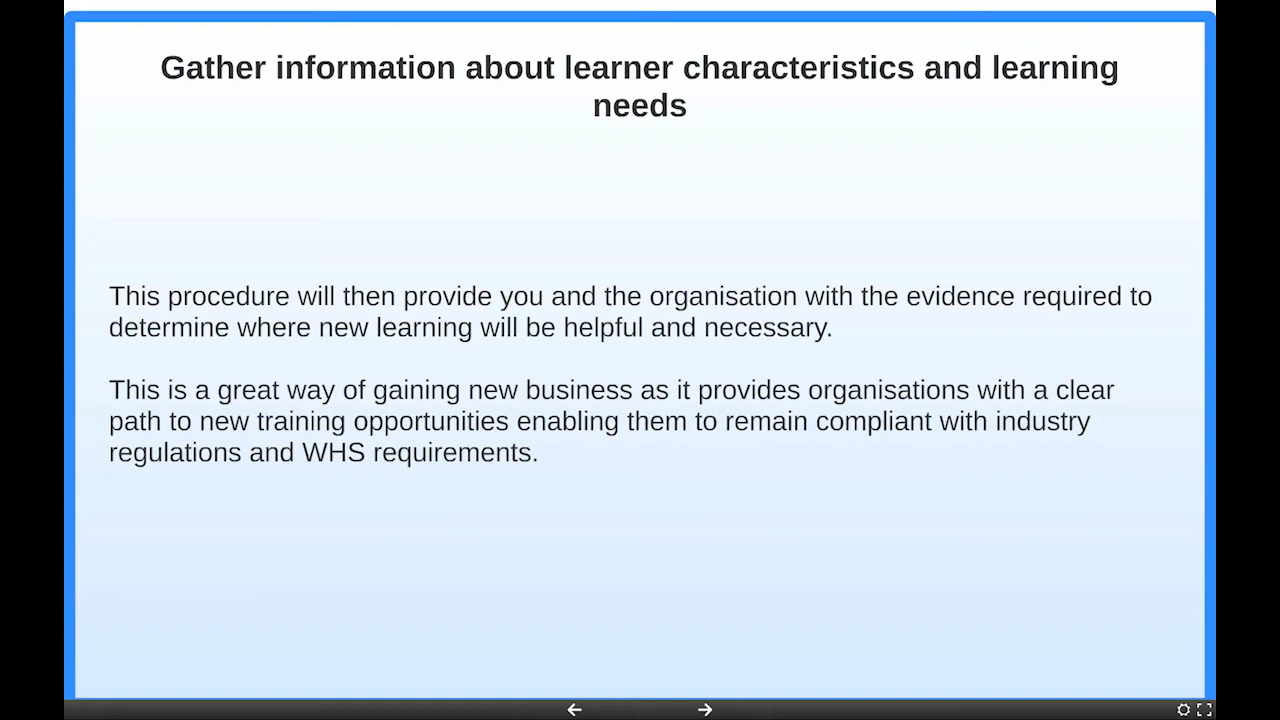 Gather information about learner characteristics and learning
needs
This procedure will then provide you and the organisation with the evidence required to
determine where new learning will be helpful and necessary.
This is a great way of gaining new business as it provides organisations with a clear
path to new training opportunities enabling them to remain compliant with industry
regulations and WHS requirements.